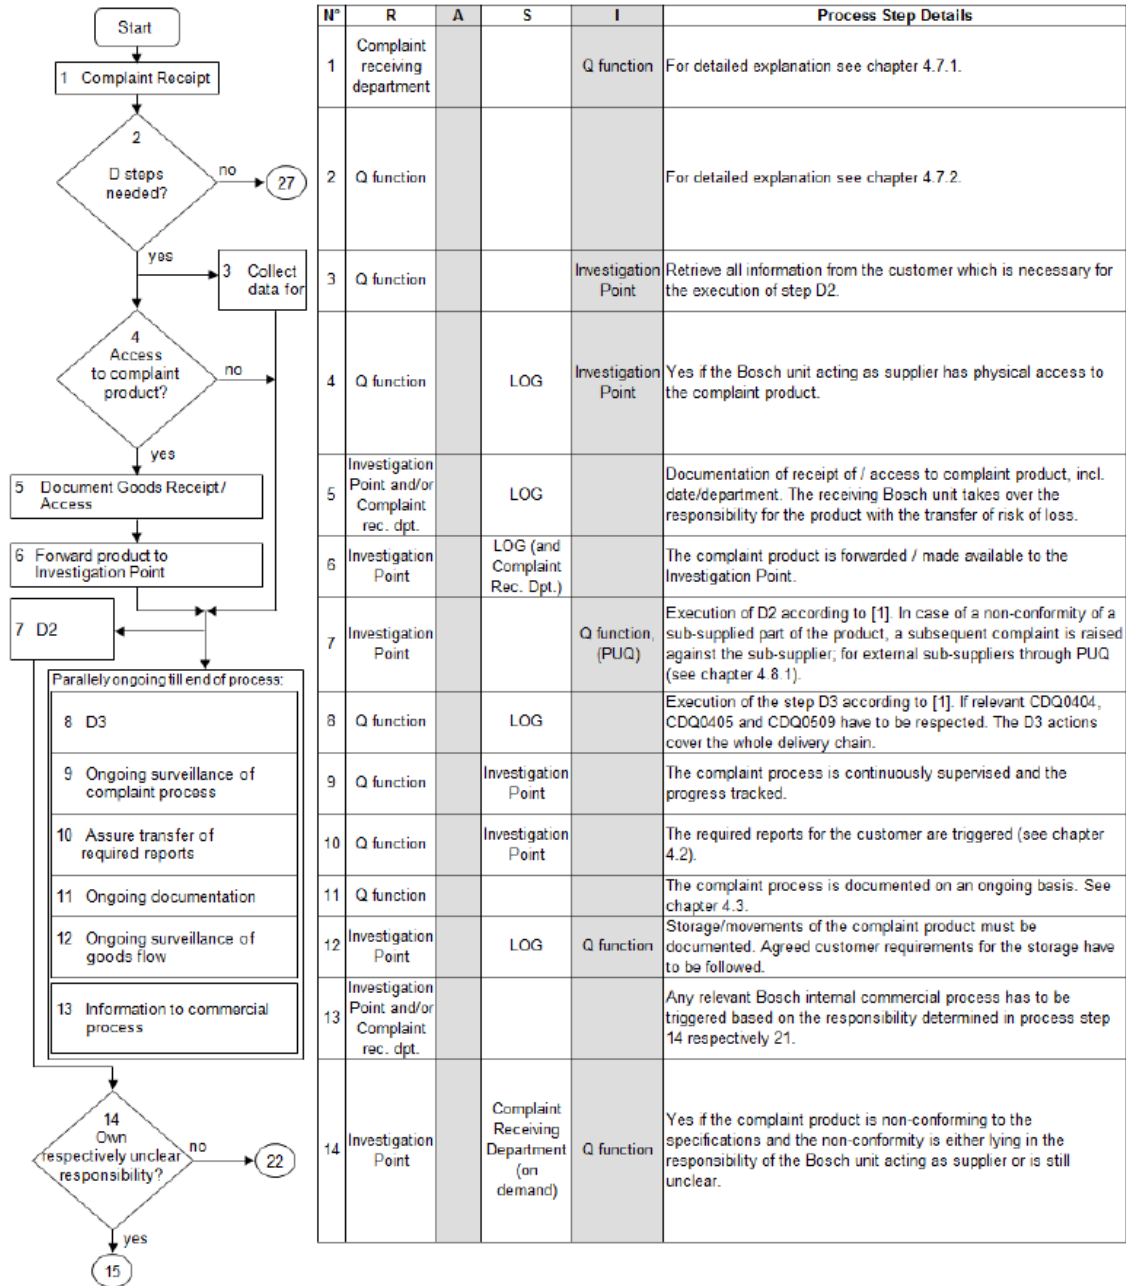 Start
1 Complaint Receipt
2
D steps
needed?
no
27
yes
3 Collect
data for
4
Access
to complaint
product?
no
yes
5 Document Goods Receipt /
Access
6 Forward product to
Investigation Point
7 D2
Parallely ongoing till end of process:
8 D3
9 Ongoing surveillance of
complaint process
10 Assure transfer of
required reports
11 Ongoing documentation
12 Ongoing surveillance of
goods flow
13 Information to commercial
process
14
Own
respectively unclear
responsibility?
no
22
yes
15
N° R A S I Process Step Details
1
Complaint
receiving
department
Q function
For detailed explanation see chapter 4.7.1.
2
Q function
For detailed explanation see chapter 4.7.2.
3
Q function
Investigation
Point
Retrieve all information from the customer which is necessary for
the execution of step D2.
4
Q function
LOG
Investigation
Point
Yes if the Bosch unit acting as supplier has physical access to
the complaint product.
5
Investigation
Point and/or
Complaint
rec. dpt.
LOG
Documentation of receipt of / access to complaint product, incl.
date/department. The receiving Bosch unit takes over the
responsibility for the product with the transfer of risk of loss.
6
Investigation
Point
LOG (and
Complaint
Rec. Dpt.)
The complaint product is forwarded / made available to the
Investigation Point.
7
Investigation
Point
Q function,
(PUQ)
Execution of D2 according to [1]. In case of a non-conformity of a
sub-supplied part of the product, a subsequent complaint is raised
against the sub-supplier; for external sub-suppliers through PUQ
(see chapter 4.8.1).
8
Q function
LOG
Execution of the step D3 according to [1]. If relevant CDQ0404,
CDQ0405 and CDQ0509 have to be respected. The D3 actions
cover the whole delivery chain.
9
Q function
Investigation
Point
The complaint process is continuously supervised and the
progress tracked.
10
Q function
Investigation
Point
The required reports for the customer are triggered (see chapter
4.2).
11
Q function
The complaint process is documented on an ongoing basis. See
chapter 4.3.
12
Investigation
Point
LOG
Q function
Storage/movements of the complaint product must be
documented. Agreed customer requirements for the storage have
to be followed.
13
Investigation
Point and/or
Complaint
rec. dpt.
Any relevant Bosch internal commercial process has to be
triggered based on the responsibility determined in process step
14 respectively 21.
14
Investigation
Point
Complaint
Receiving
Department
(on
demand)
Q function
Yes if the complaint product is non-conforming to the
specifications and the non-conformity is either lying in the
responsibility of the Bosch unit acting as supplier or is still
unclear.